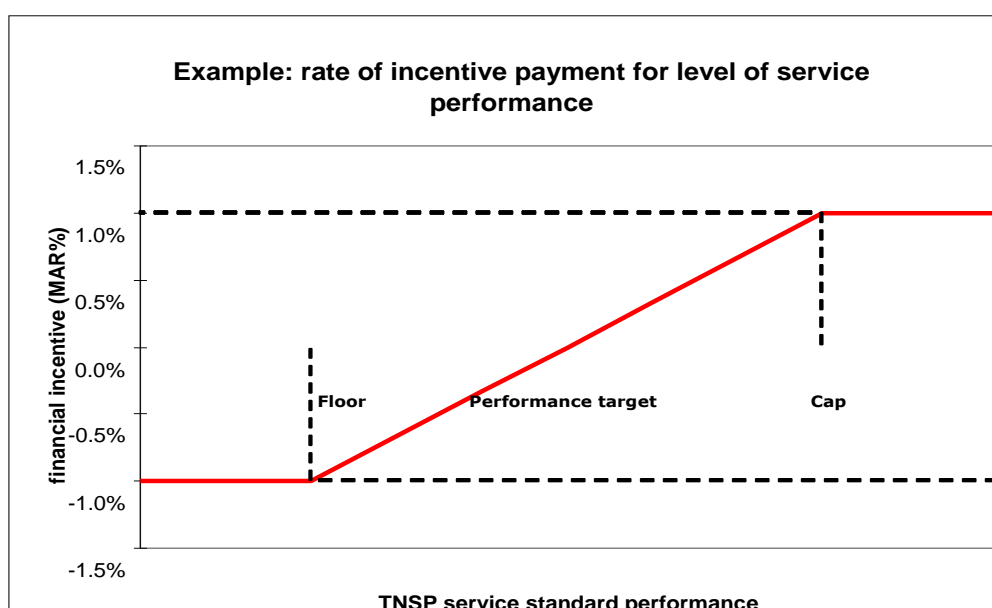 Example: rate of incentive payment for level of service
performance
1.5%
1.0%
0.5%
0.0%
-0.5%
-1.0%
-1.5%
financial incentive (MAR%)
Floor
Performance target
Cap
TNSP service standard performance